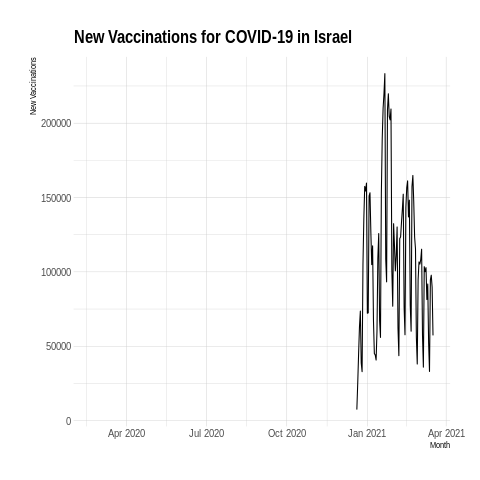 New Vaccinations for COVID-19 in Israel
New Vaccinations
200000
150000
100000
50000
0
Apr 2020 Jul 2020 Oct 2020 Jan 2021 Apr 2021
Month